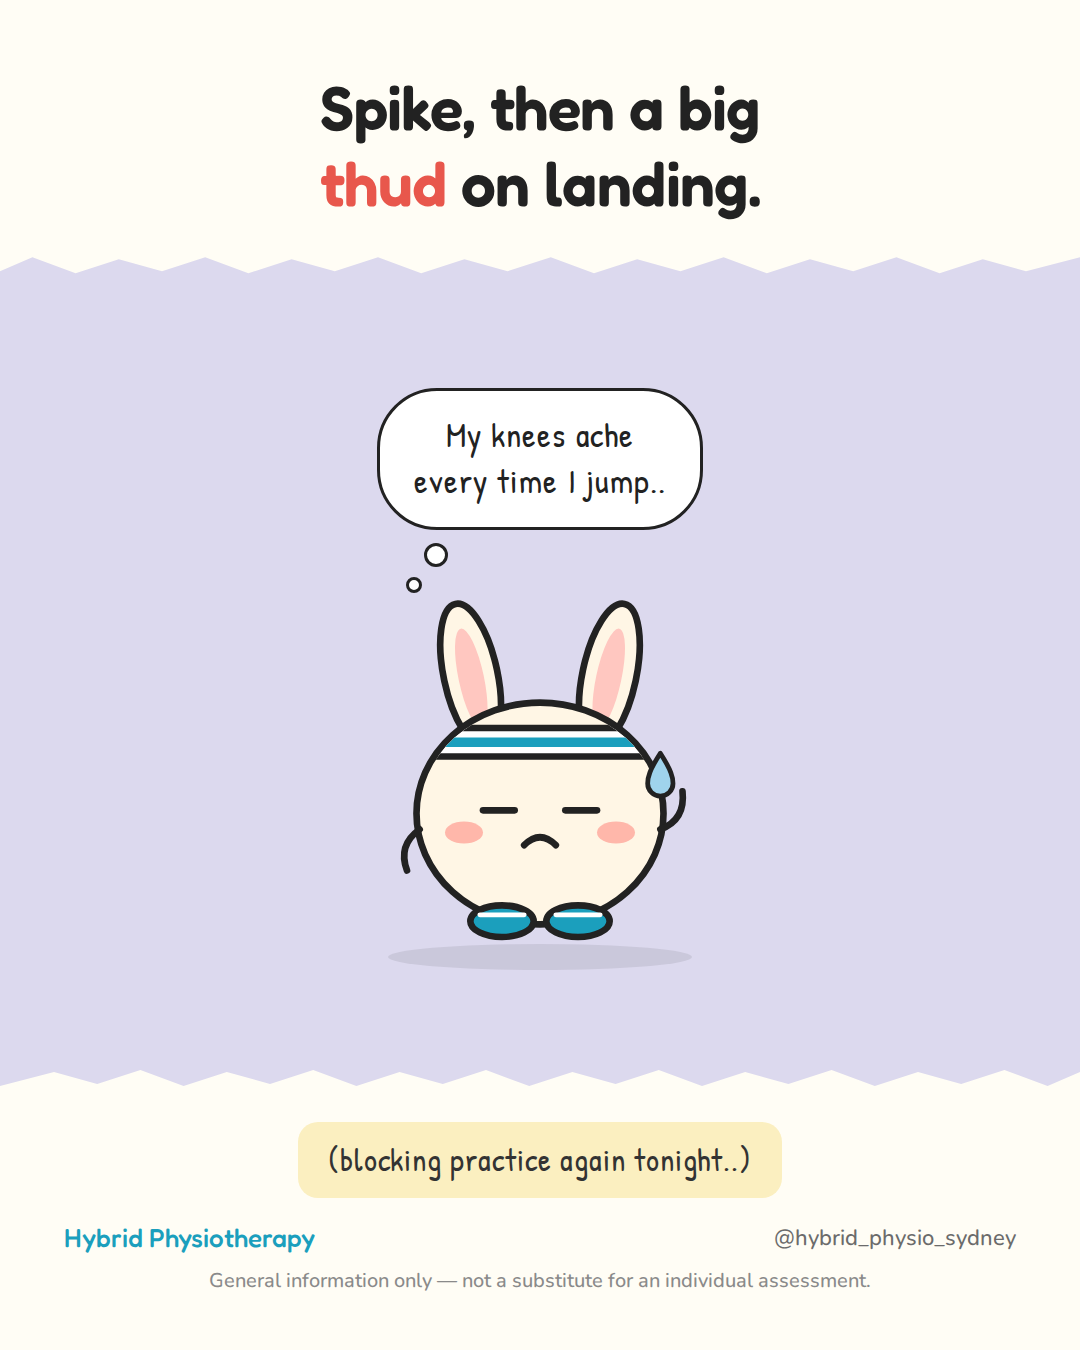 Spike, then a big
thud on landing.
My knees ache
every time I jump..
(blocking practice again tonight..)
Hybrid Physiotherapy
@hybrid_physio_sydney
General information only — not a substitute for an individual assessment.